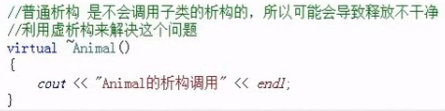 //普通析构 是不会调用子类的析构的，所以可能会导致释放不干净
//利用虚析构来解决这个问题
virtual ~Animal()
{
cout << "Animal的析构调用" << endl;
}